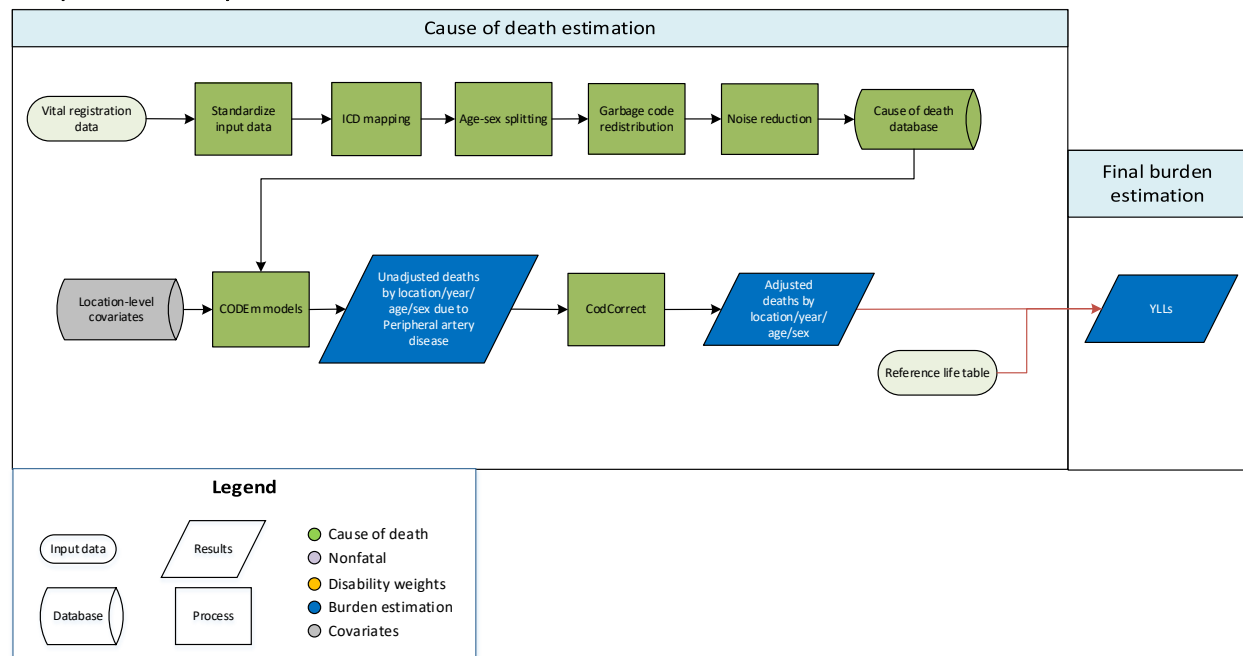 Cause of death estimation
Vital registration
data
Standardize
input data
ICD mapping
Age-sex splitting
Garbage code
redistribution
Noise reduction
Cause of death
database
Final burden
estimation
Location-level
covariates
CODEm models
Unadjusted deaths
by location/year/
age/sex due to
Peripheral artery
disease
CodCorrect
Adjusted
deaths by
location/year/
age/sex
YLLs
Reference life table
Legend
Input data
Results
Database
Process
Cause of death
Nonfatal
Disability weights
Burden estimation
Covariates